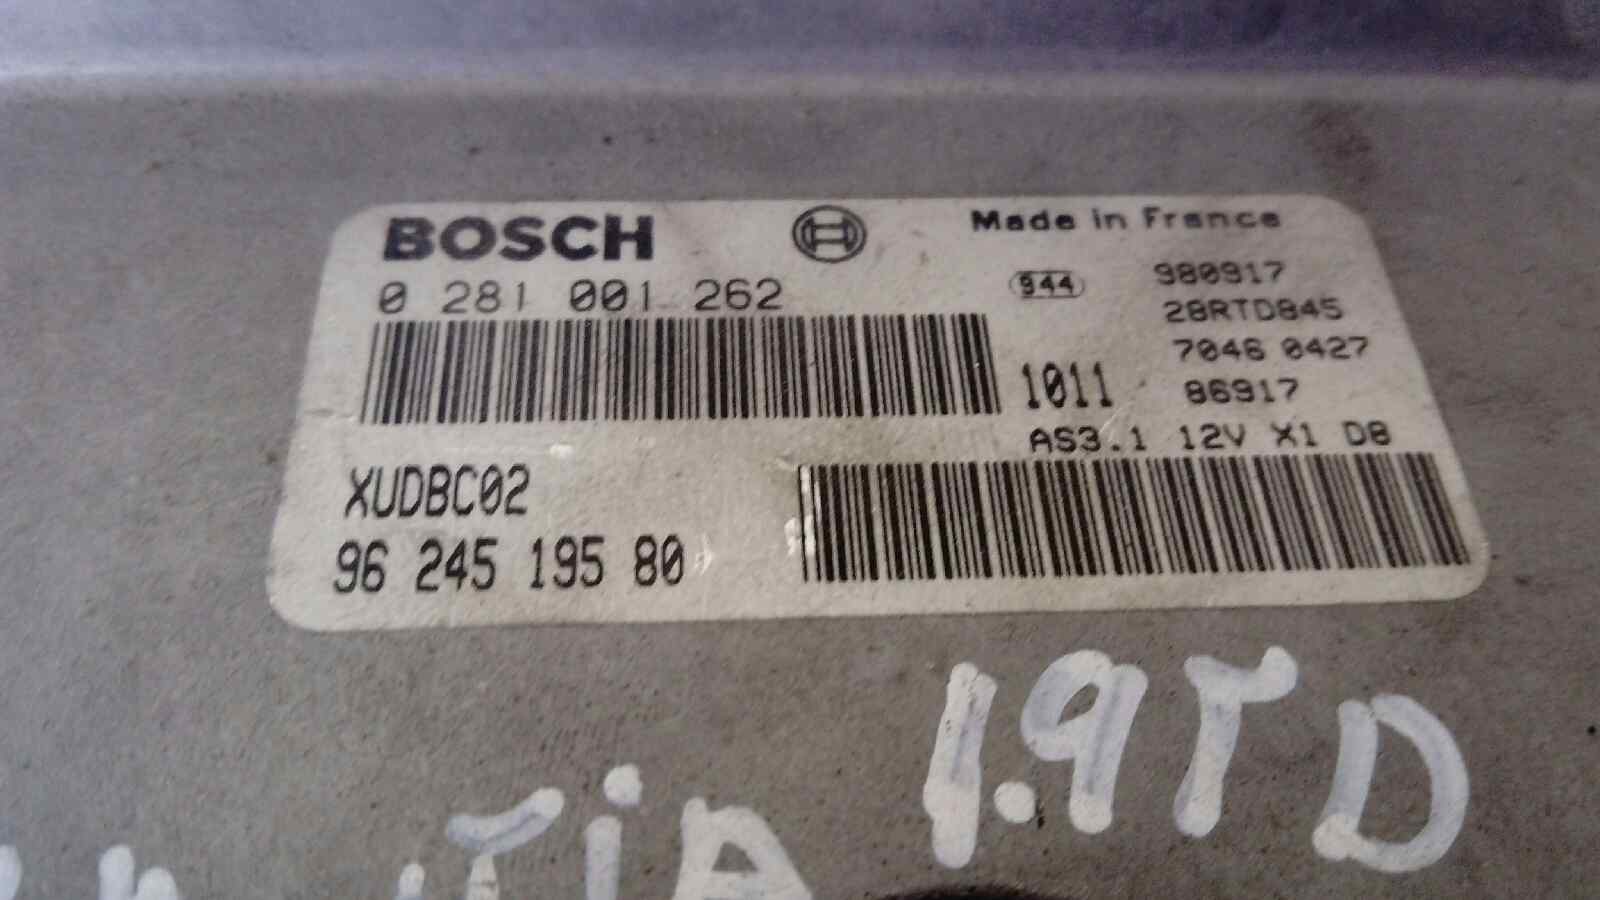 BOSCH
Made in France
0 281 001 262
944
980917
28RTD845
7046 0427
1011
86917
AS3.1 12V X1 D8
XUDBC02
96 245 195 80
1.9TD